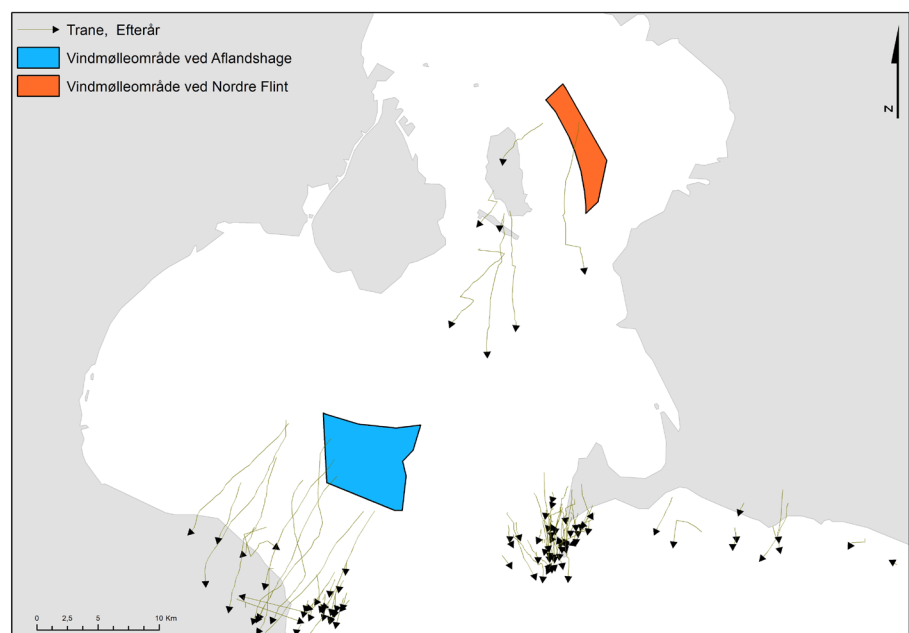 Trane, Efterår
Vindmølleområde ved Aflandshage
Vindmølleområde ved Nordre Flint
N
0 2,5 5 10 Km